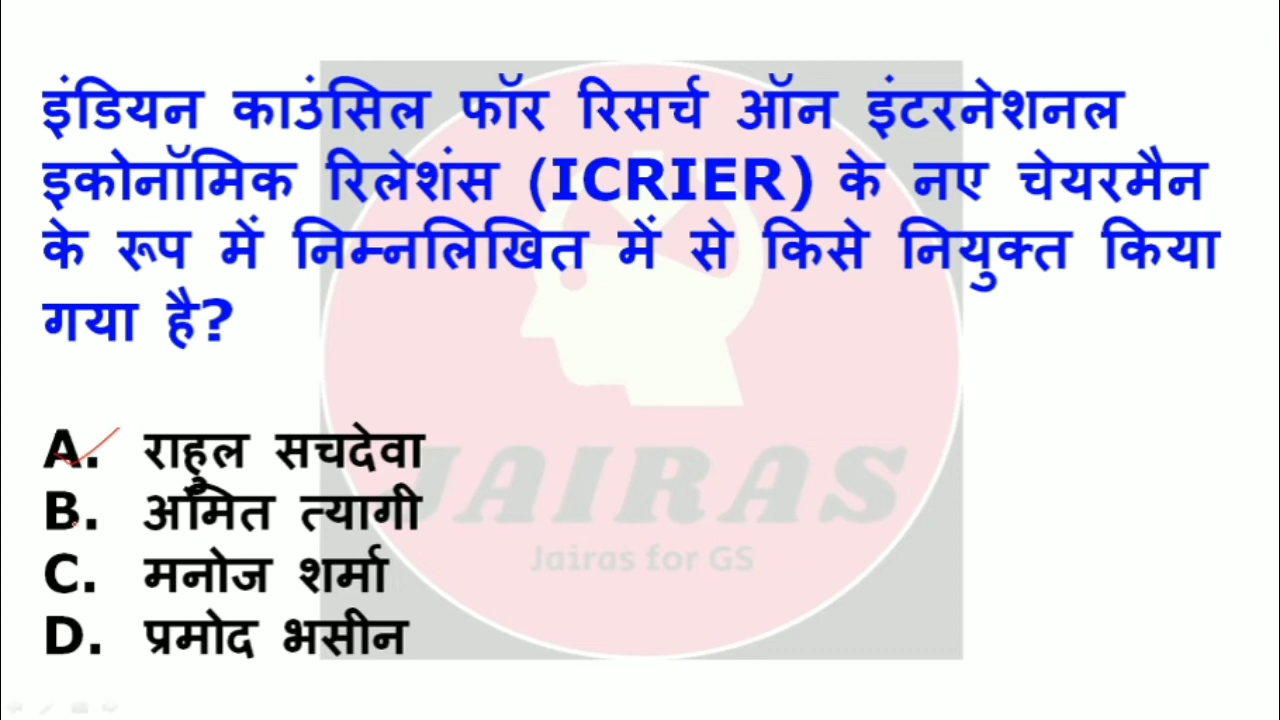 इंडियन काउंसिल फॉर रिसर्च ऑन इंटरनेशनल
इकोनॉमिक रिलेशंस (ICRIER) के नए चेयरमैन
के रूप में निम्नलिखित में से किसे नियुक्त किया
गया है?
A. राहुल सचदेवा
B. अमित त्यागी
C. मनोज शर्मा
D. प्रमोद भसीन
JAIRAS
Jairas for GS